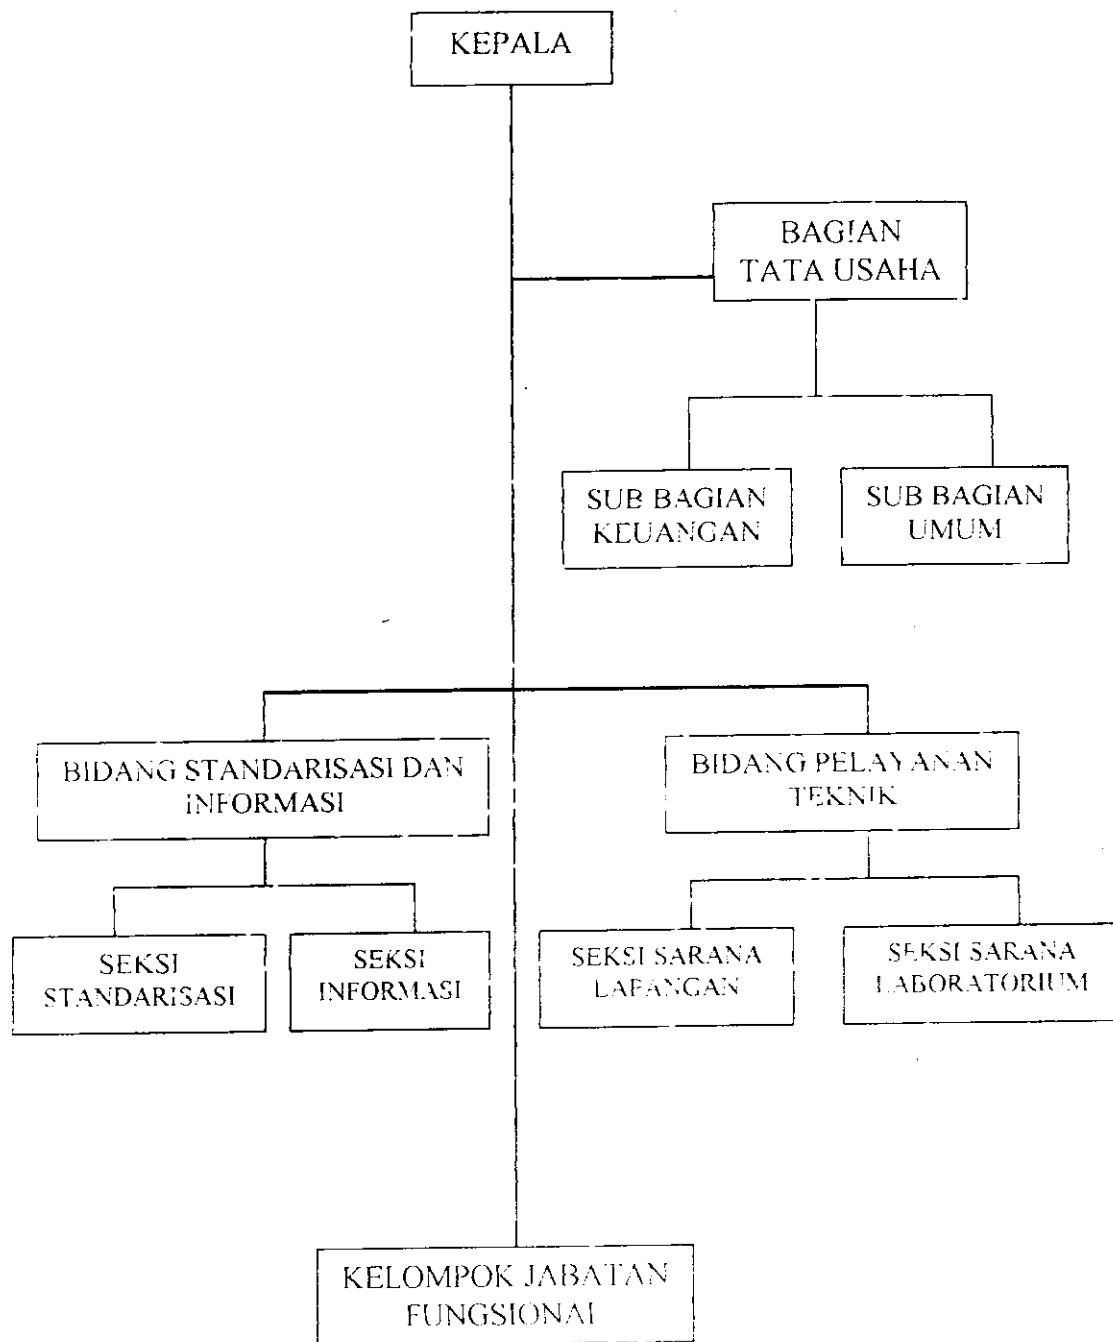 KEPALA
BAGIAN
TATA USAHA
SUB BAGIAN
KEUANGAN
SUB BAGIAN
UMUM
BIDANG STANDARISASI DAN
INFORMASI
BIDANG PELAYANAN
TEKNIK
SEKSI
STANDARISASI
SEKSI
INFORMASI
SEKSI SARANA
LAPANGAN
SEKSI SARANA
LABORATORIUM
KELOMPOK JABATAN
FUNGSIONAL